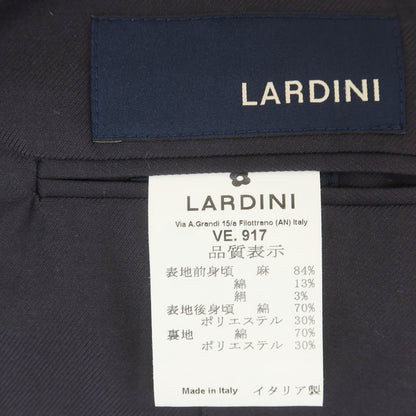 LARDINI
LARDINI
Via A.Grandi 15/a Filottrano (AN) Italy
VE. 917
品質表示
表地前身頃 麻 84%
綿 13%
絹 3%
表地後身頃 綿 70%
ポリエステル 30%
裏地 綿 70%
ポリエステル 30%
Made in Italy イタリア製